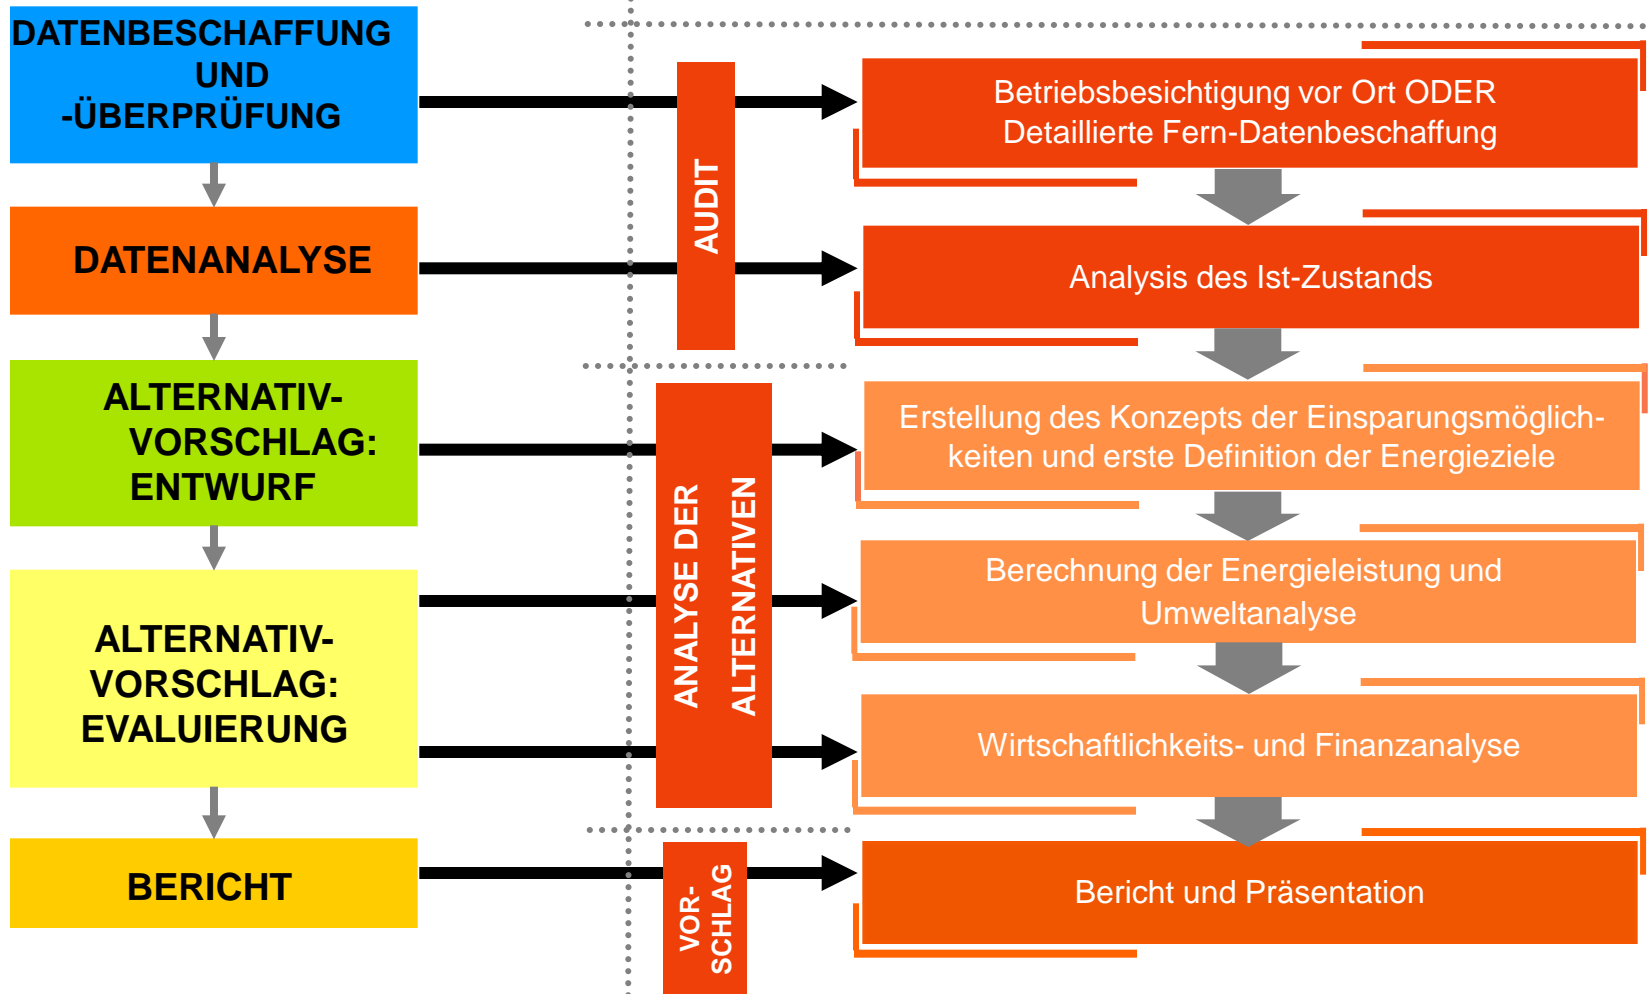 DATENBESCHAFFUNG
UND
-ÜBERPRÜFUNG
DATENANALYSE
ALTERNATIV-
VORSCHLAG:
ENTWURF
ALTERNATIV-
VORSCHLAG:
EVALUIERUNG
BERICHT
AUDIT
ANALYSE DER
ALTERNATIVEN
VOR-
SCHLAG
Betriebsbesichtigung vor Ort ODER
Detaillierte Fern-Datenbeschaffung
Analysis des Ist-Zustands
Erstellung des Konzepts der Einsparungsmöglich-
keiten und erste Definition der Energieziele
Berechnung der Energieleistung und
Umweltanalyse
Wirtschaftlichkeits- und Finanzanalyse
Bericht und Präsentation